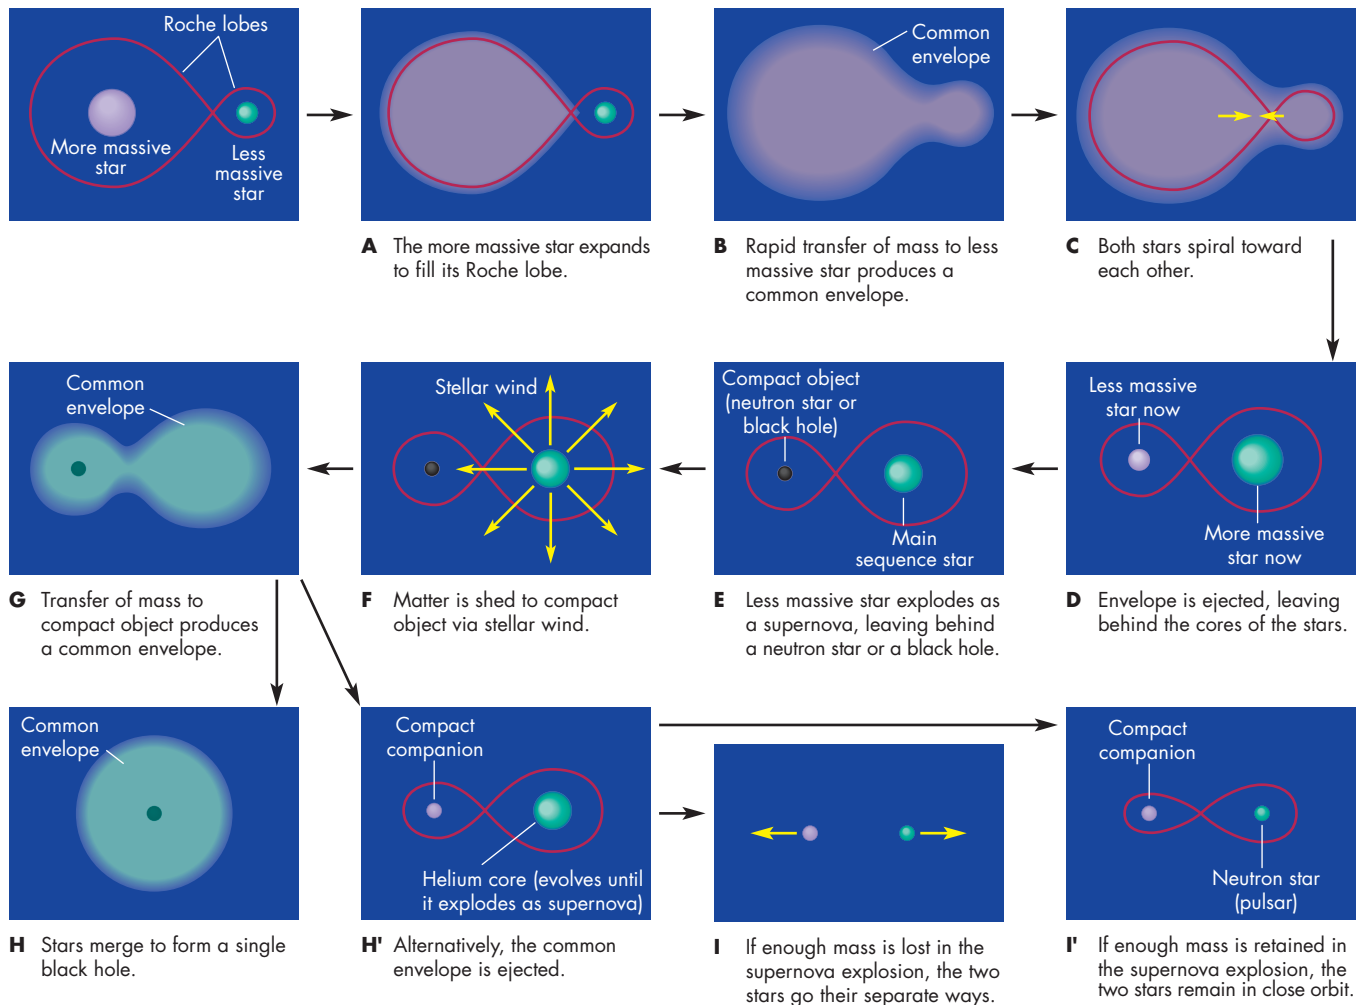 Roche lobes
More massive
star
Less
massive
star
A The more massive star expands
to fill its Roche lobe.
Common
envelope
B Rapid transfer of mass to less
massive star produces a
common envelope.
C Both stars spiral toward
each other.
Common
envelope
G Transfer of mass to
compact object produces
a common envelope.
Stellar wind
F Matter is shed to compact
object via stellar wind.
Compact object
(neutron star or
black hole)
Main
sequence star
E Less massive star explodes as
a supernova, leaving behind
a neutron star or a black hole.
Less massive
star now
More massive
star now
D Envelope is ejected, leaving
behind the cores of the stars.
Common
envelope
H Stars merge to form a single
black hole.
Compact
companion
Helium core (evolves until
it explodes as supernova)
H' Alternatively, the common
envelope is ejected.
I If enough mass is lost in the
supernova explosion, the two
stars go their separate ways.
Compact
companion
Neutron star
(pulsar)
I' If enough mass is retained in
the supernova explosion, the
two stars remain in close orbit.